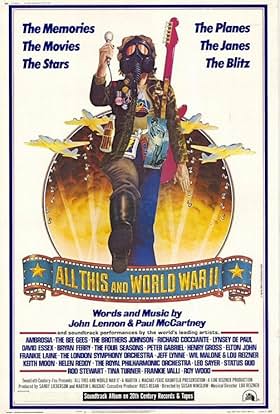 The Memories
The Movies
The Stars
The Planes
The Janes
The Blitz
ALL THIS AND WORLD WAR II
Words and Music by
John Lennon & Paul McCartney
and soundtrack performances by the world's leading artists.
AMBROSIA · THE BEE GEES · THE BROTHERS JOHNSON · RICHARD COCCIANTE · LYNSEY DE PAUL
DAVID ESSEX · BRYAN FERRY · THE FOUR SEASONS · PETER GABRIEL · HENRY GROSS · ELTON JOHN
FRANKIE LAINE · THE LONDON SYMPHONY ORCHESTRA · JEFF LYNNE · WIL MALONE & LOU REIZNER
KEITH MOON · HELEN REDDY · THE ROYAL PHILHARMONIC ORCHESTRA · LEO SAYER · STATUS QUO
ROD STEWART · TINA TURNER · FRANKIE VALLI · ROY WOOD
Soundtrack Album on 20th Century Records & Tapes